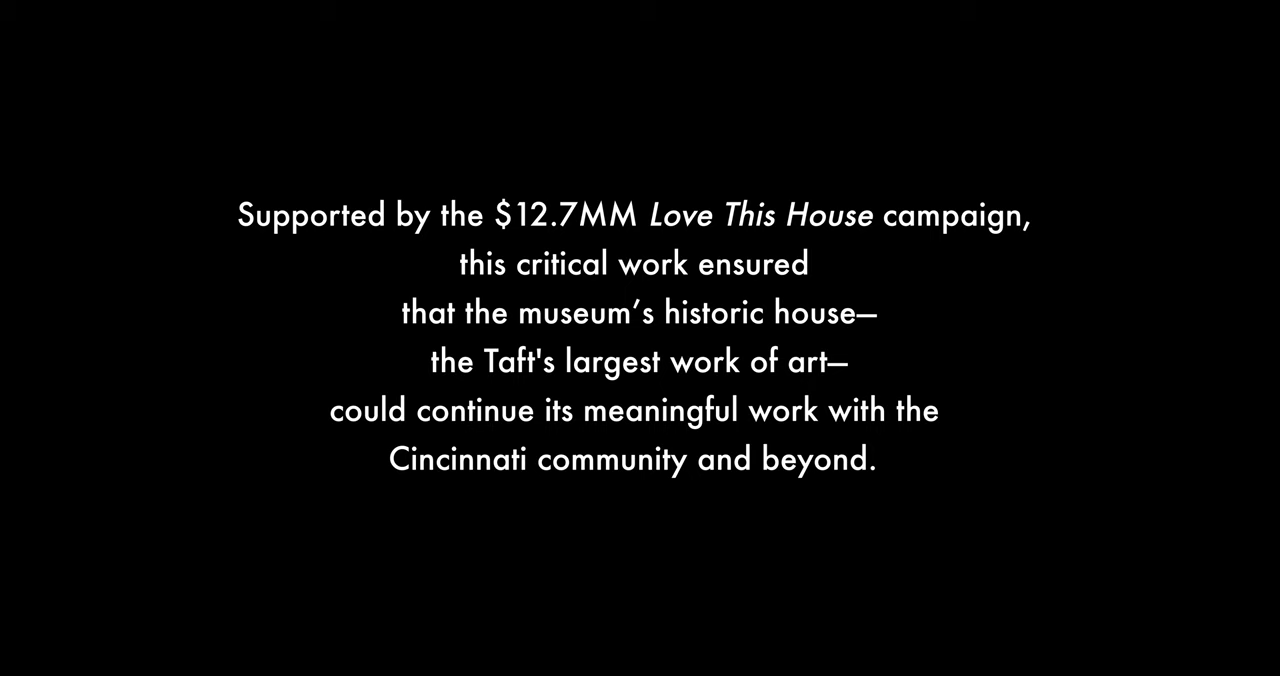 Supported by the $12.7MM Love This House campaign,
this critical work ensured
that the museum’s historic house—
the Taft's largest work of art—
could continue its meaningful work with the
Cincinnati community and beyond.